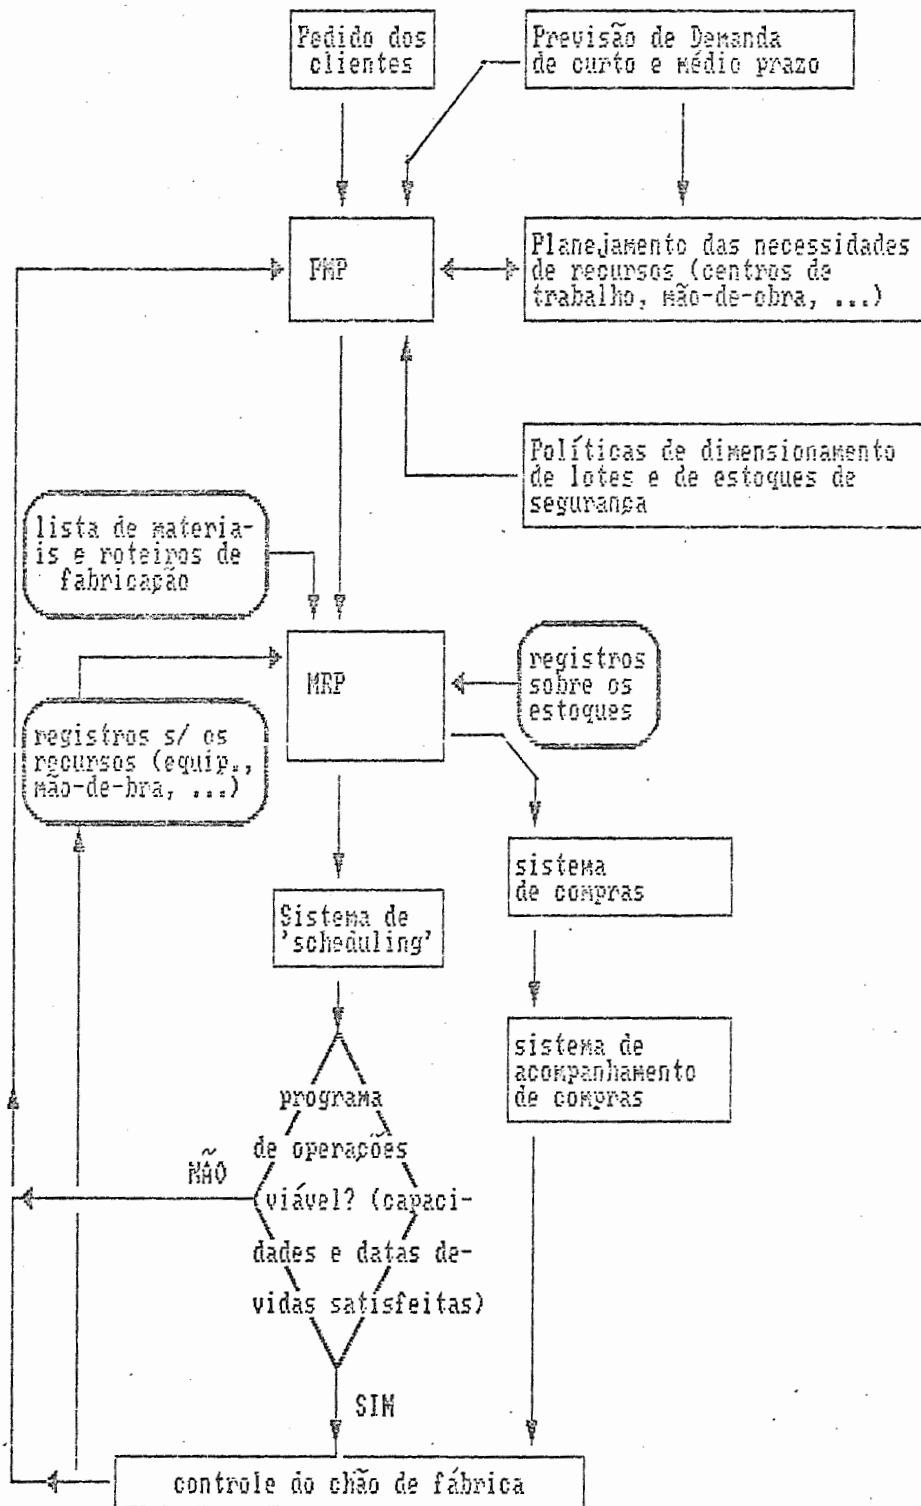 Pedido dos
clientes
Previsão de Demanda
de curto e médio prazo
PMP
Planejamento das necessidades
de recursos (centros de
trabalho, mão-de-obra, ...)
Políticas de dimensionamento
de lotes e de estoques de
segurança
lista de materia-
is e roteiros de
fabricação
MRP
registros
sobre os
estoques
registros s/ os
recursos (equip.,
mão-de-bra, ...)
sistema
de compras
Sistema de
'scheduling'
sistema de
acompanhamento
de compras
programa
de operações
viável? (capaci-
dades e datas de-
vidas satisfeitas)
NÃO
SIM
controle do chão de fábrica